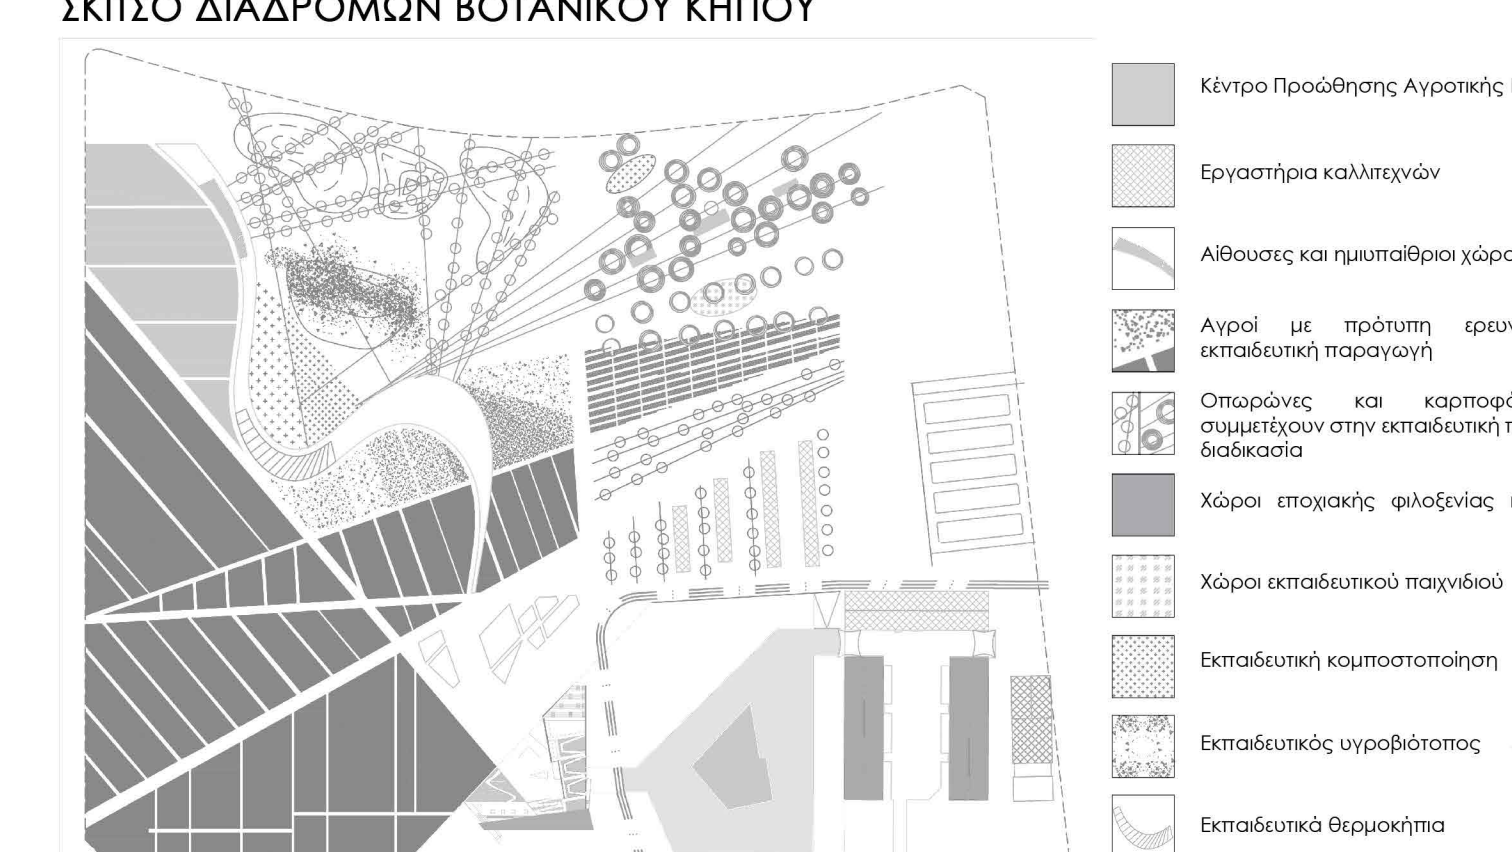 ΣΚΙΤΣΟ ΔΙΑΔΡΟΜΩΝ ΒΟΤΑΝΙΚΟΥ ΚΗΠΟΥ
Κέντρο Προώθησης Αγροτικής
Εργαστήρια καλλιτεχνών
Αίθουσες και ημιυπαίθριοι
Αγροί με πρότυπη
εκπαιδευτική παραγωγή
Οπωρώνες και
συμμετέχουν στην εκπαιδευτική
διαδικασία
Χώροι εποχιακής φιλοξενίας
Χώροι εκπαιδευτικού παιχνιδιού
Εκπαιδευτική κομποστοποίηση
Εκπαιδευτικός υγροβιότοπος
Εκπαιδευτικά θερμοκήπια